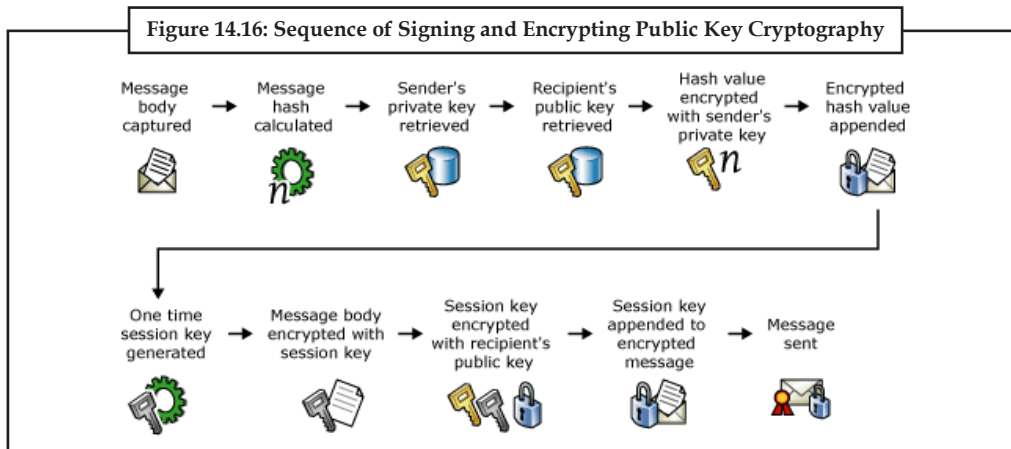 Figure 14.16: Sequence of Signing and Encrypting Public Key Cryptography
Message
body
captured
Message
hash
calculated
Sender's
private key
retrieved
Recipient's
public key
retrieved
Hash value
encrypted
with sender's
private key
Encrypted
hash value
appended
n
n
One time
session key
generated
Message body
encrypted with
session key
Session key
encrypted
with recipient's
public key
Session key
appended to
encrypted
message
Message
sent